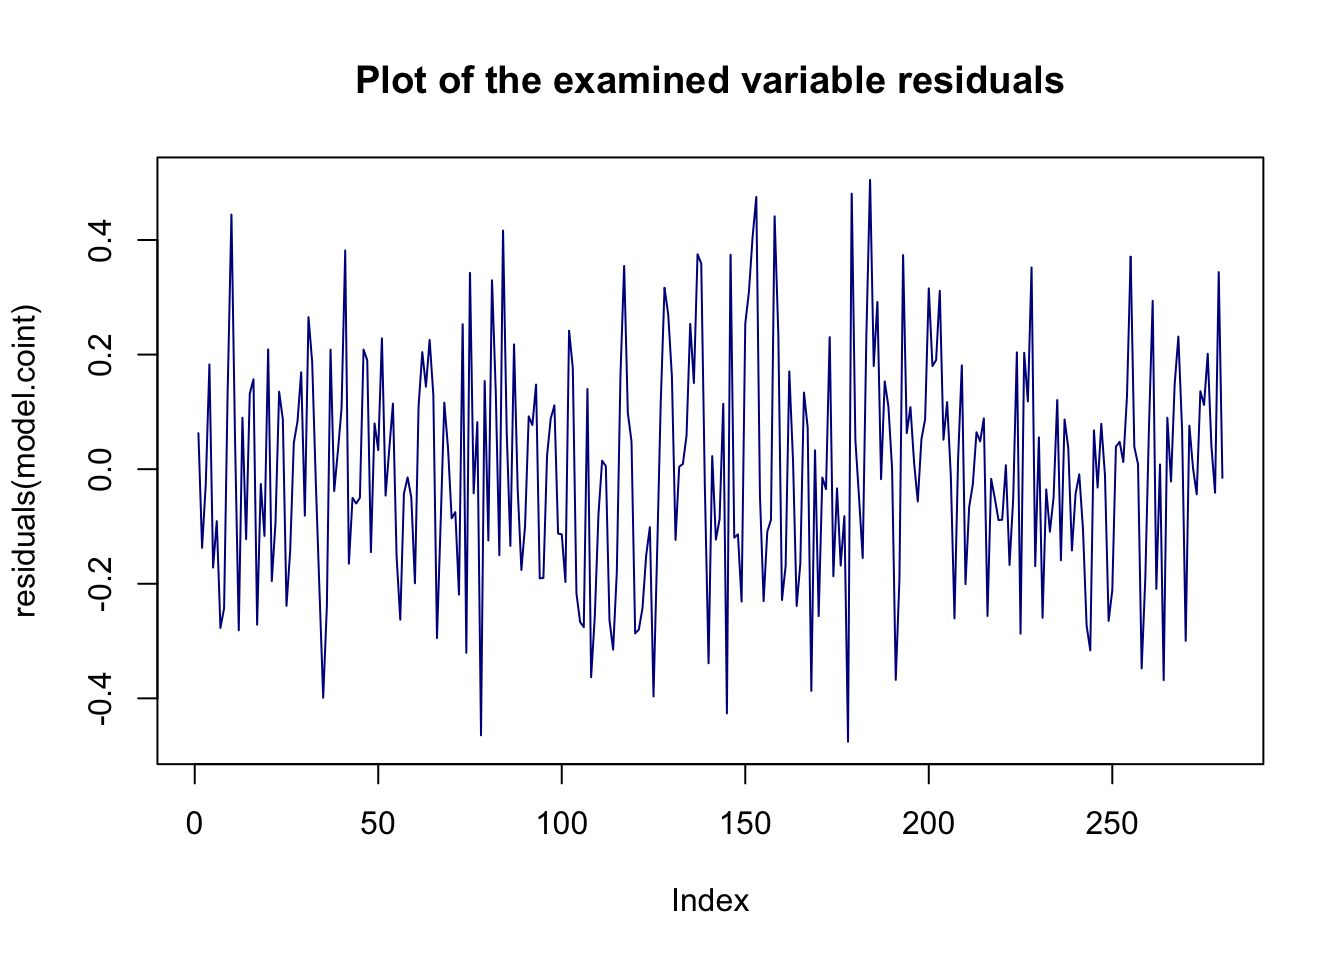 Plot of the examined variable residuals
residuals(model.coint)
0.4
0.2
0.0
-0.2
-0.4
0 50 100 150 200 250
Index